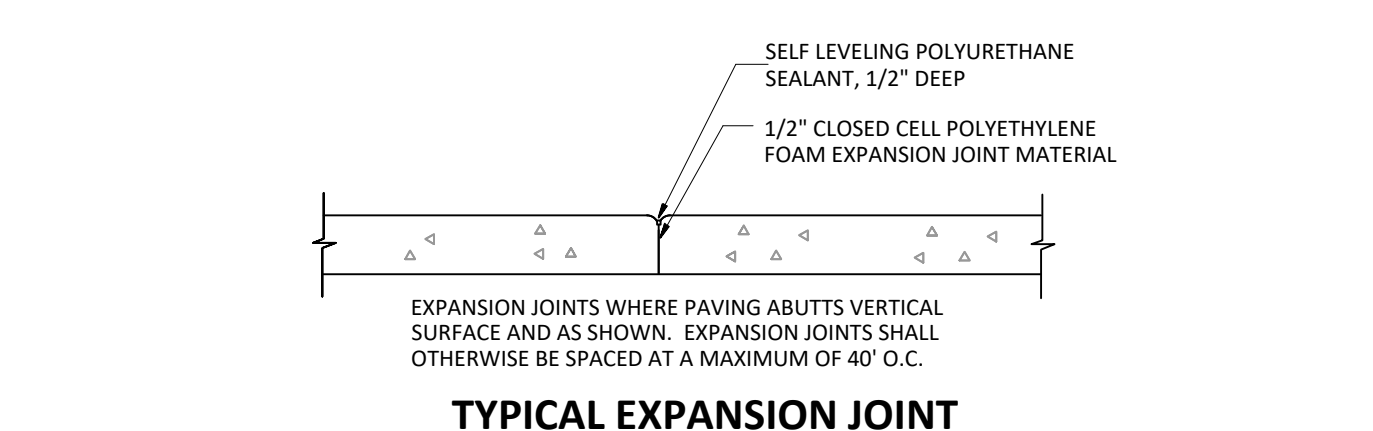 SELF LEVELING POLYURETHANE
SEALANT, 1/2" DEEP
1/2" CLOSED CELL POLYETHYLENE
FOAM EXPANSION JOINT MATERIAL
EXPANSION JOINTS WHERE PAVING ABUTTS VERTICAL
SURFACE AND AS SHOWN.  EXPANSION JOINTS SHALL
OTHERWISE BE SPACED AT A MAXIMUM OF 40' O.C.
TYPICAL EXPANSION JOINT